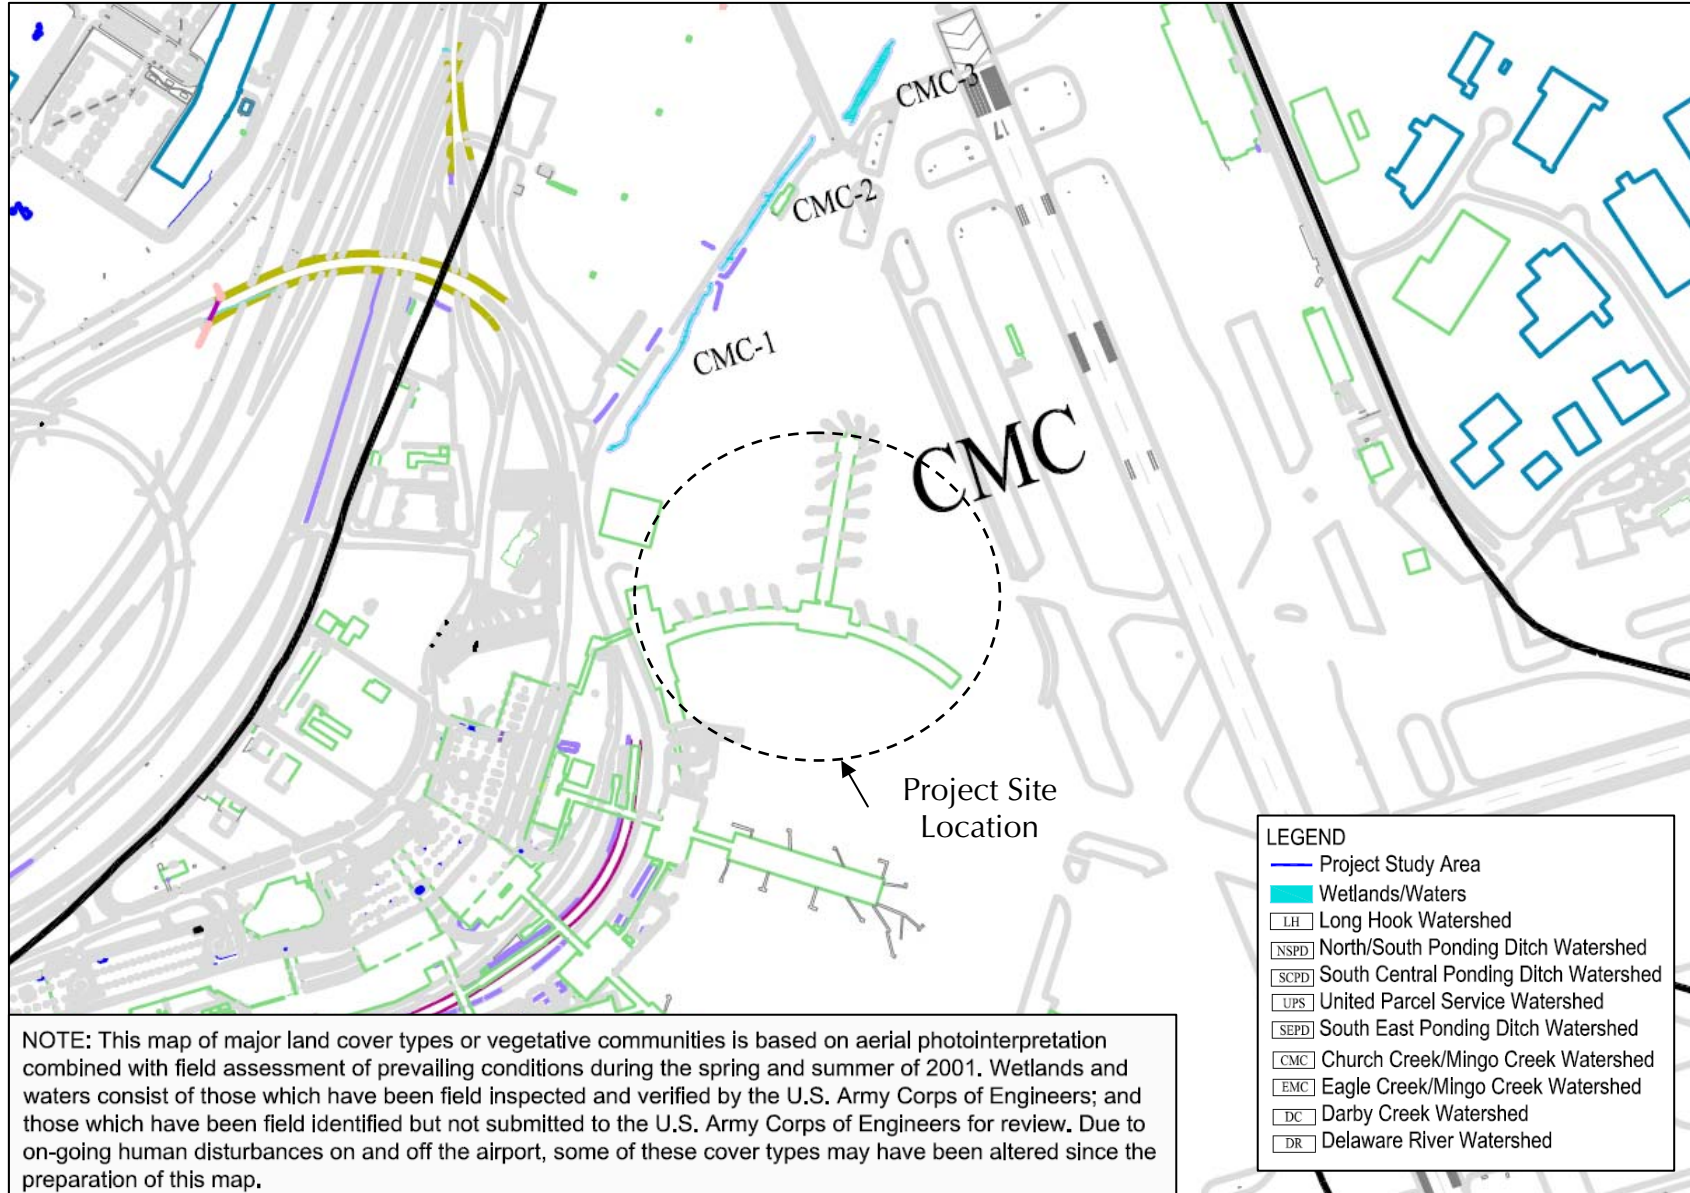 CMC-3
CMC-2
CMC-1
CMC
Project Site
Location
LEGEND
Project Study Area
Wetlands/Waters
LH Long Hook Watershed
NSPD North/South Ponding Ditch Watershed
SCPD South Central Ponding Ditch Watershed
UPS United Parcel Service Watershed
SEPD South East Ponding Ditch Watershed
CMC Church Creek/Mingo Creek Watershed
EMC Eagle Creek/Mingo Creek Watershed
DC Darby Creek Watershed
DR Delaware River Watershed
NOTE: This map of major land cover types or vegetative communities is based on aerial photointerpretation
combined with field assessment of prevailing conditions during the spring and summer of 2001. Wetlands and
waters consist of those which have been field inspected and verified by the U.S. Army Corps of Engineers; and
those which have been field identified but not submitted to the U.S. Army Corps of Engineers for review. Due to
on-going human disturbances on and off the airport, some of these cover types may have been altered since the
preparation of this map.